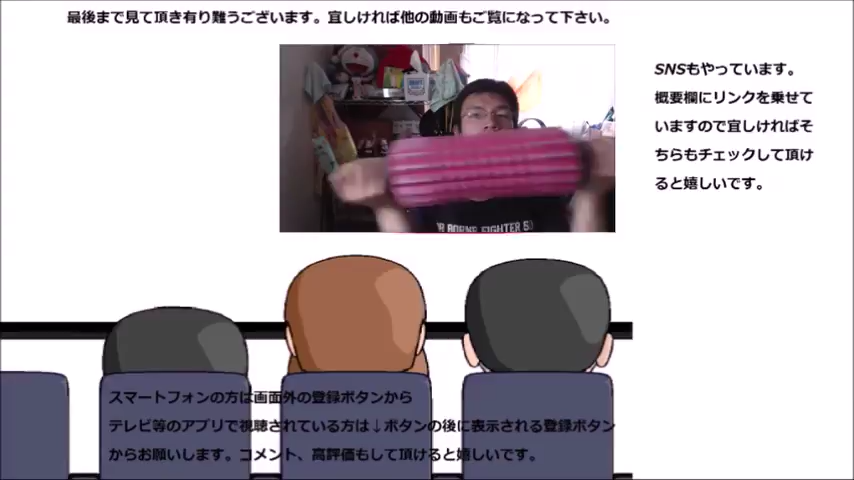 最後まで見て頂き有り難うございます。宜しければ他の動画もご覧になって下さい。
SNSもやっています。
概要欄にリンクを乗せて
いますので宜しければそ
ちらもチェックして頂け
ると嬉しいです。
BORNE FIGHTER
スマートフォンの方は画面外の登録ボタンから
テレビ等のアプリで視聴されている方は↓ボタンの後に表示される登録ボタン
からお願いします。コメント、高評価もして頂けると嬉しいです。